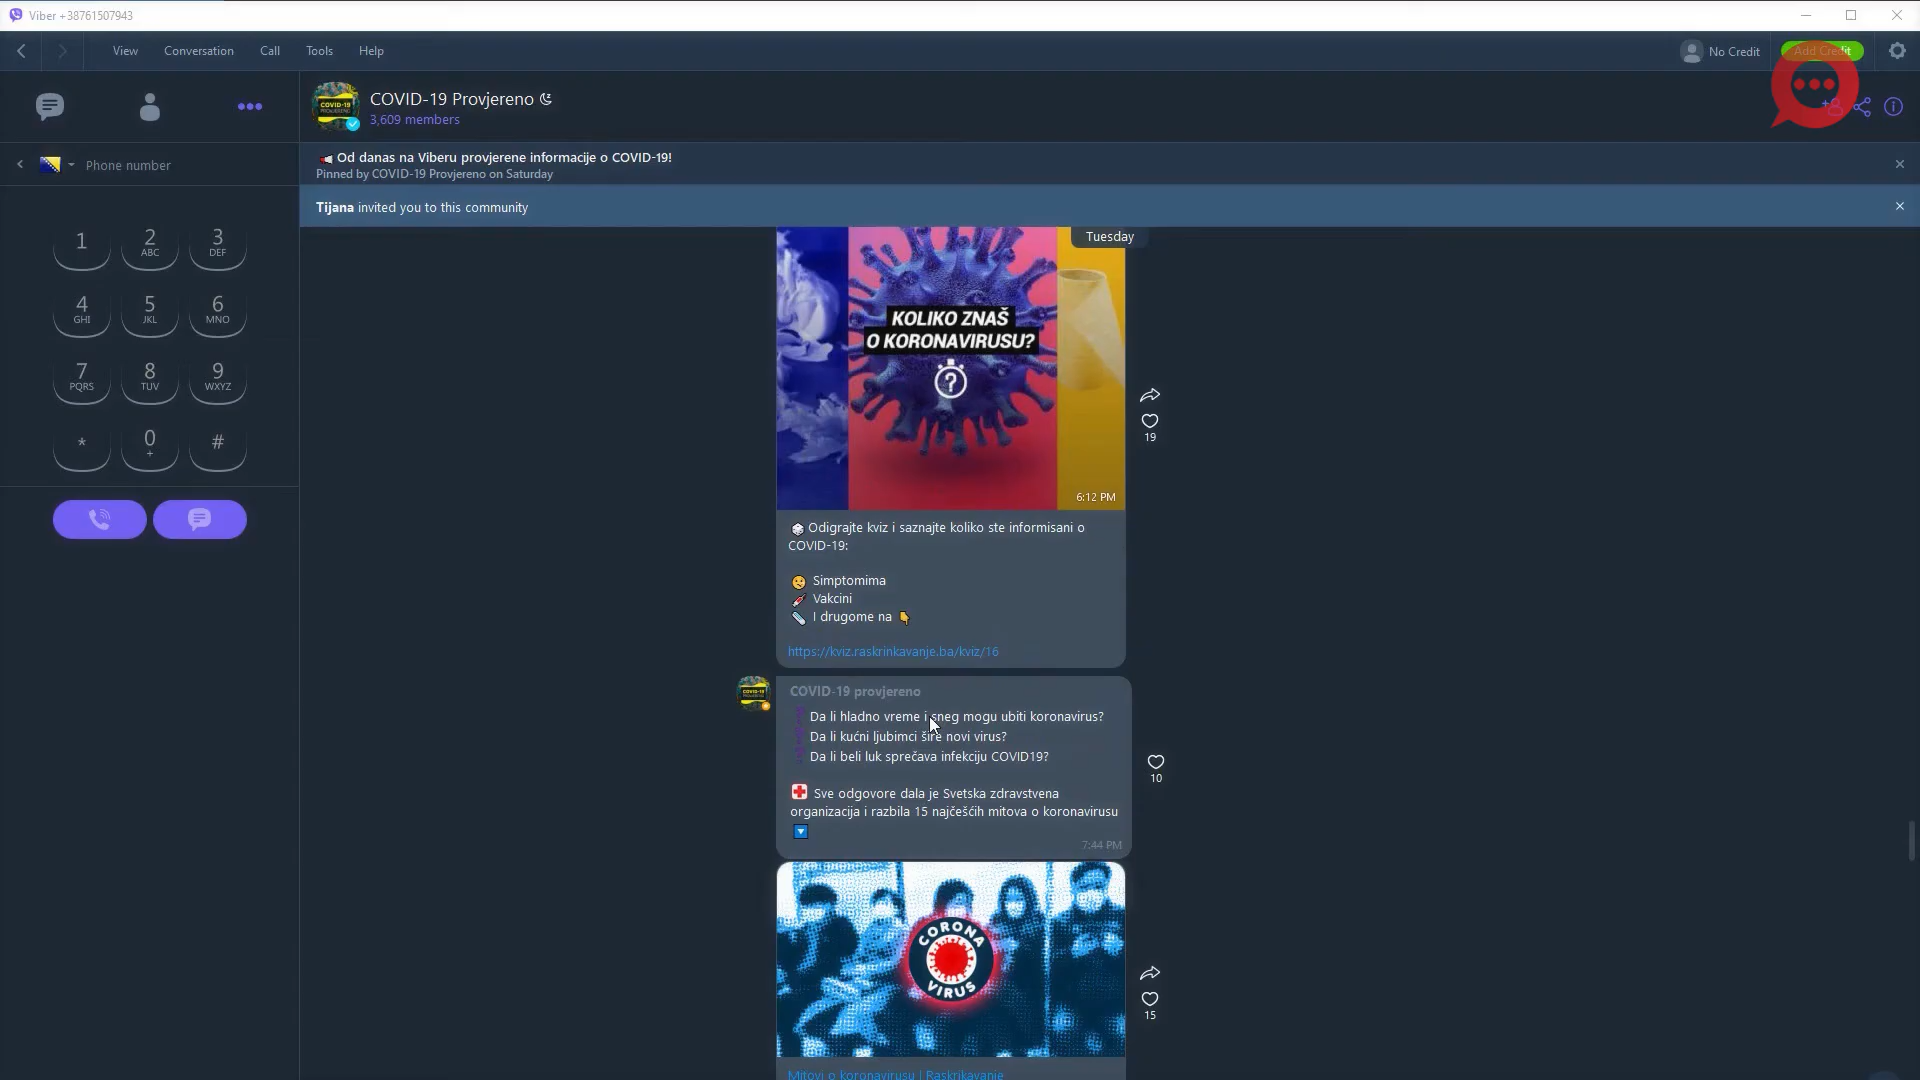 Viber +38761507943
View Conversation Call Tools Help
No Credit
Add Credit
COVID-19 Provjereno
3,609 members
Phone number
Od danas na Viberu provjerene informacije o COVID-19!
Pinned by COVID-19 Provjereno on Saturday
Tijana invited you to this community
Tuesday
1
2 ABC
3 DEF
4 GHI
5 JKL
6 MNO
7 PQRS
8 TUV
9 WXYZ
*
0 +
#
KOLIKO ZNAŠ
O KORONAVIRUSU?
?
6:12 PM
19
Odigrajte kviz i saznajte koliko ste informisani o
COVID-19:
Simptomima
Vakcini
I drugome na
https://kviz.raskrinkavanje.ba/kviz/16
COVID-19 provjereno
Da li hladno vreme i sneg mogu ubiti koronavirus?
Da li kućni ljubimci šire novi virus?
Da li beli luk sprečava infekciju COVID19?
Sve odgovore dala je Svetska zdravstvena
organizacija i razbila 15 najčešćih mitova o koronavirusu
7:44 PM
10
CORONA
VIRUS
15
Mitovi o koronavirusu | Raskrikavanje